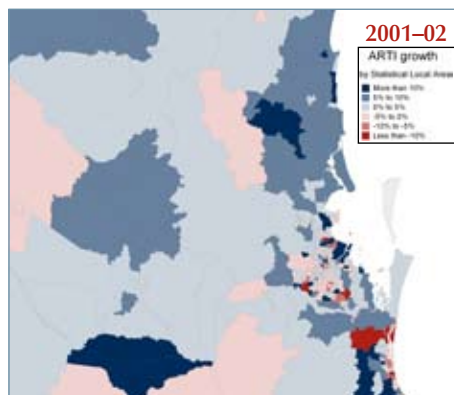 2001–02
ARTI growth
by Statistical Local Areas
More than 10%
5% to 10%
0% to 5%
-5% to 0%
-10% to -5%
Less than -10%